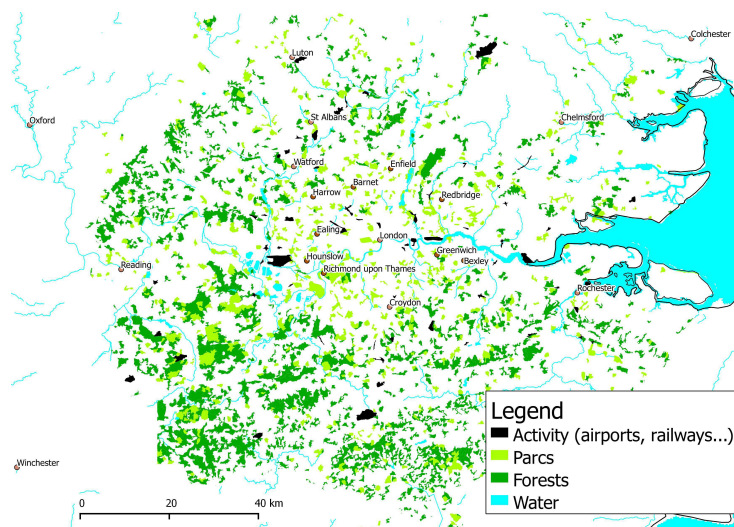 Colchester
Luton
Oxford
St Albans
Chelmsford
Watford
Enfield
Barnet
Harrow
Redbridge
Ealing
London
Hounslow
Greenwich
Bexley
Reading
Richmond upon Thames
Rochester
Croydon
Winchester
0 20 40 km
Legend
Activity (airports, railways...)
Parcs
Forests
Water